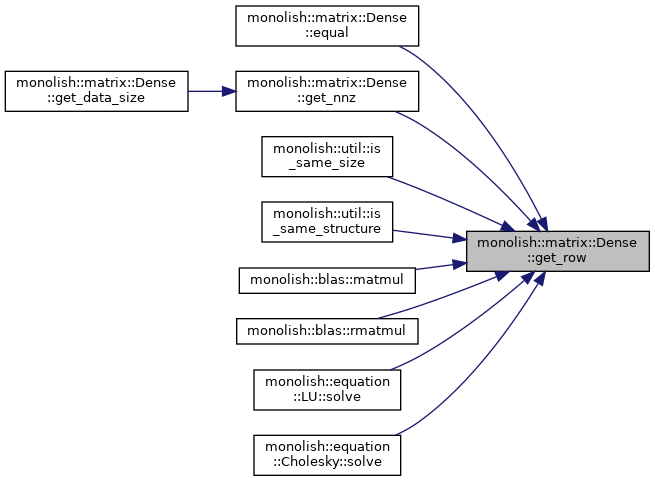 monolish::matrix::Dense
::equal
monolish::matrix::Dense
::get_data_size
monolish::matrix::Dense
::get_nnz
monolish::util::is
_same_size
monolish::util::is
_same_structure
monolish::matrix::Dense
::get_row
monolish::blas::matmul
monolish::blas::rmatmul
monolish::equation
::LU::solve
monolish::equation
::Cholesky::solve